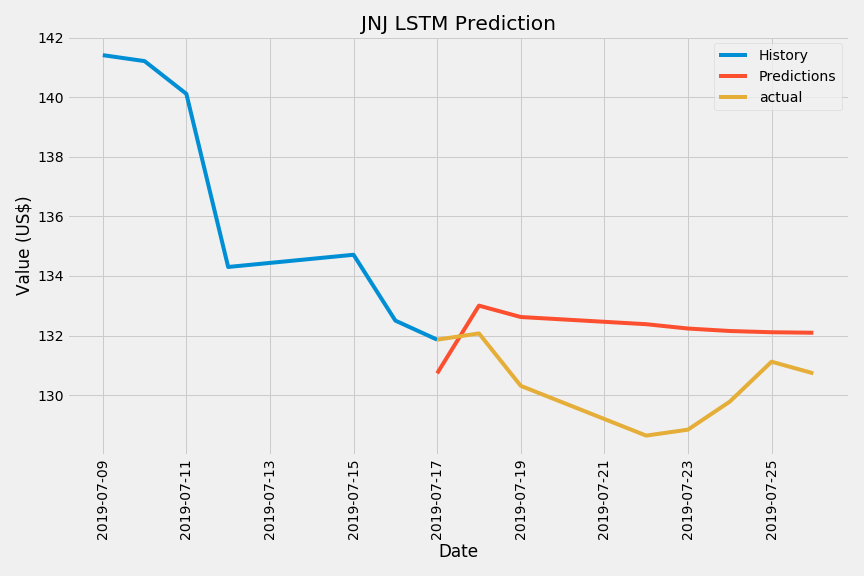 JNJ LSTM Prediction
History
Predictions
actual
Value (US$)
142
140
138
136
134
132
130
2019-07-09
2019-07-11
2019-07-13
2019-07-15
2019-07-17
2019-07-19
2019-07-21
2019-07-23
2019-07-25
Date